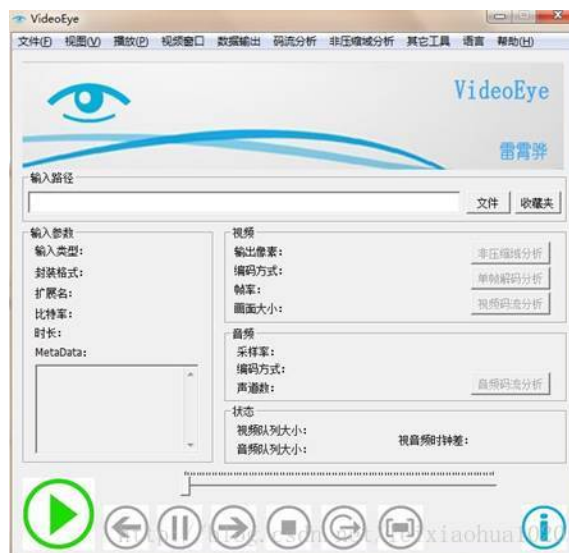 VideoEye
文件(F) 视图(V) 播放(P) 视频窗口 数据输出 码流分析 非压缩域分析 其它工具 语言 帮助(H)
VideoEye
雷霄骅
输入路径
文件 收藏夹
输入参数
输入类型:
封装格式:
扩展名:
比特率:
时长:
MetaData:
视频
输出像素:
编码方式:
帧率:
画面大小:
非压缩域分析
单帧解码分析
视频码流分析
音频
采样率:
编码方式:
声道数:
音频码流分析
状态
视频队列大小:
音频队列大小:
视音频时钟差:
http://blog.csdn.net/leixiaohua1020